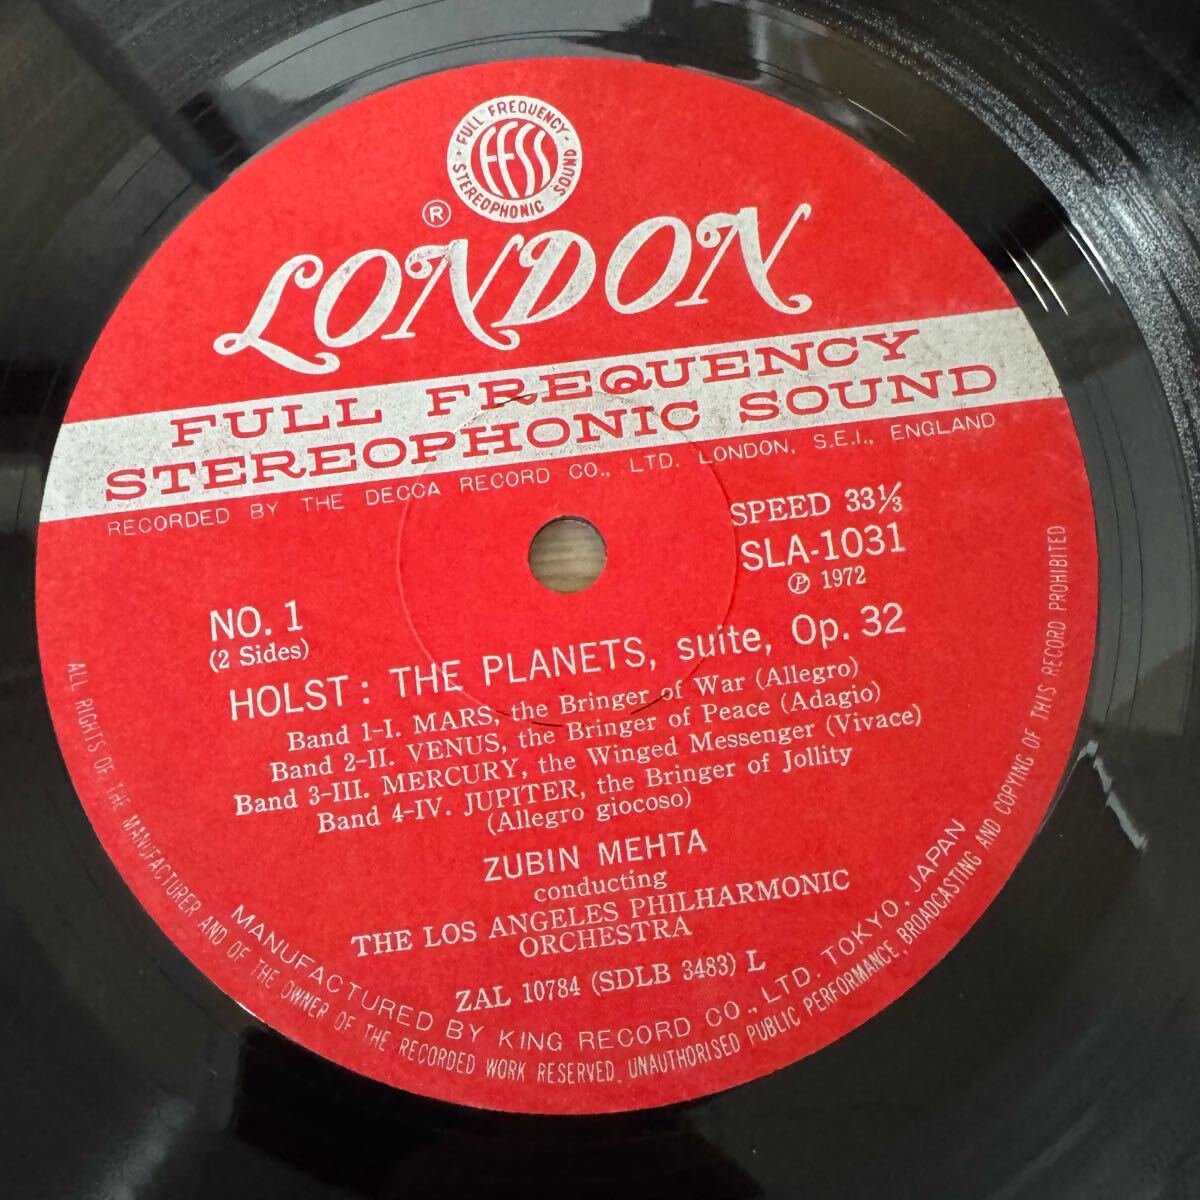 FULL FREQUENCY
STEREOPHONIC SOUND
FFSS
®
LONDON
FULL FREQUENCY
STEREOPHONIC SOUND
RECORDED BY THE DECCA RECORD CO., LTD. LONDON, S.E.I., ENGLAND
SPEED 33⅓
SLA-1031
℗ 1972
NO. 1
(2 Sides)
HOLST: THE PLANETS, suite, Op. 32
Band 1-I. MARS, the Bringer of War (Allegro)
Band 2-II. VENUS, the Bringer of Peace (Adagio)
Band 3-III. MERCURY, the Winged Messenger (Vivace)
Band 4-IV. JUPITER, the Bringer of Jollity
(Allegro giocoso)
ZUBIN MEHTA
conducting
THE LOS ANGELES PHILHARMONIC
ORCHESTRA
ZAL 10784 (SDLB 3483) L
MANUFACTURED BY KING RECORD CO., LTD. TOKYO, JAPAN
ALL RIGHTS OF THE MANUFACTURER AND OF THE OWNER OF THE RECORDED WORK RESERVED. UNAUTHORISED PUBLIC PERFORMANCE, BROADCASTING AND COPYING OF THIS RECORD PROHIBITED